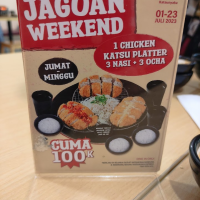 JAGOAN
WEEKEND
01-23
JULI 2023
1 CHICKEN
KATSU PLATTER
3 NASI • 3 OCHA
JUMAT
-
MINGGU
CUMA
100K